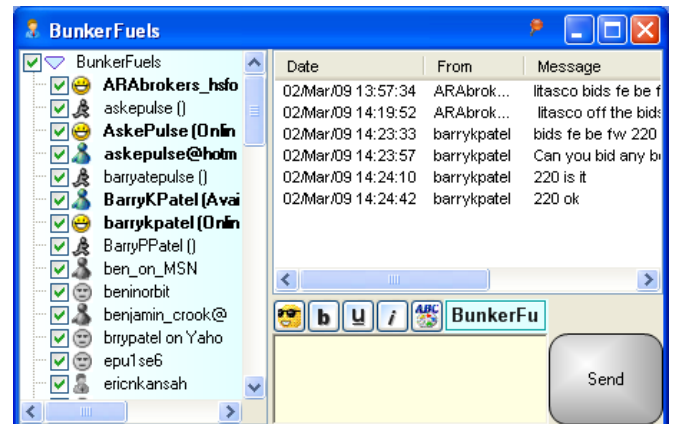 BunkerFuels
BunkerFuels
ARAbrokers_hsfo
askepulse ()
AskePulse (Onlin
askepulse@hotm
barryatepulse ()
BarryKPatel (Avai
barrykpatel (Onlin
BarryPPatel ()
ben_on_MSN
beninorbit
benjamin_crook@
brrypatel on Yaho
epu1se6
ericnkansah
Date From Message
02/Mar/09 13:57:34 ARAbrok... litasco bids fe be f
02/Mar/09 14:19:52 ARAbrok... litasco off the bids
02/Mar/09 14:23:33 barrykpatel bids fe be fw 220
02/Mar/09 14:23:57 barrykpatel Can you bid any b
02/Mar/09 14:24:10 barrykpatel 220 is it
02/Mar/09 14:24:42 barrykpatel 220 ok
b U i ABC BunkerFu
Send